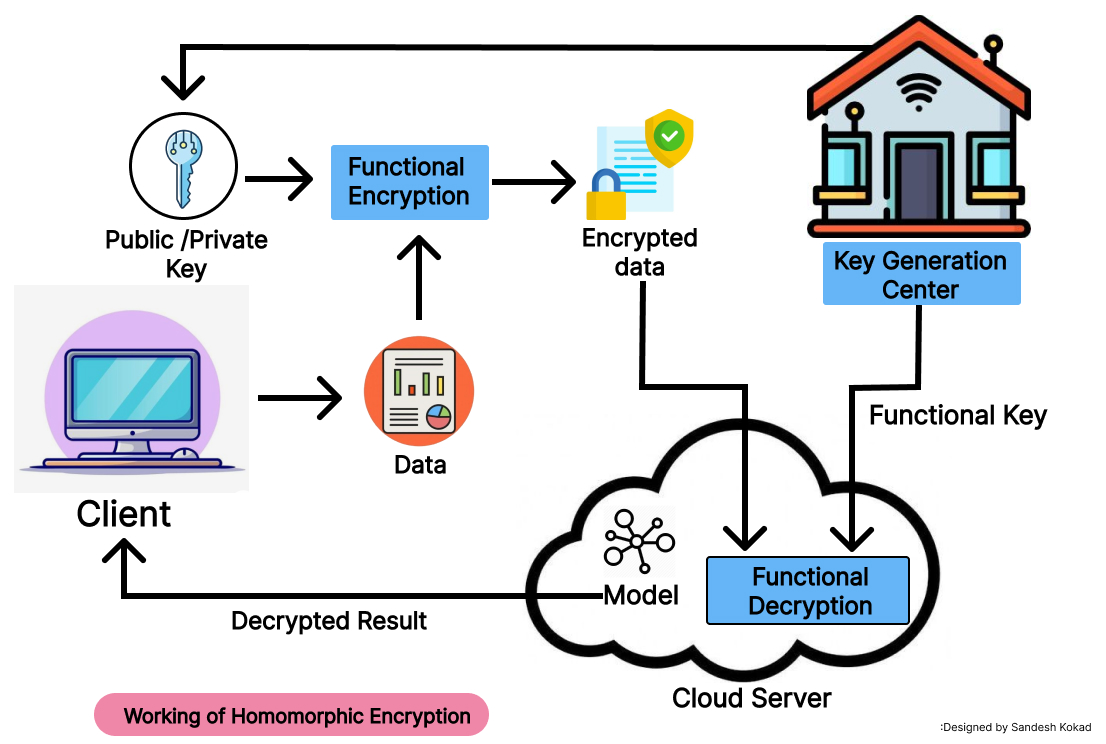 Functional
Encryption
Public /Private
Key
Encrypted
data
Key Generation
Center
Functional Key
Data
Client
Model
Functional
Decryption
Decrypted Result
Cloud Server
Working of Homomorphic Encryption
:Designed by Sandesh Kokad